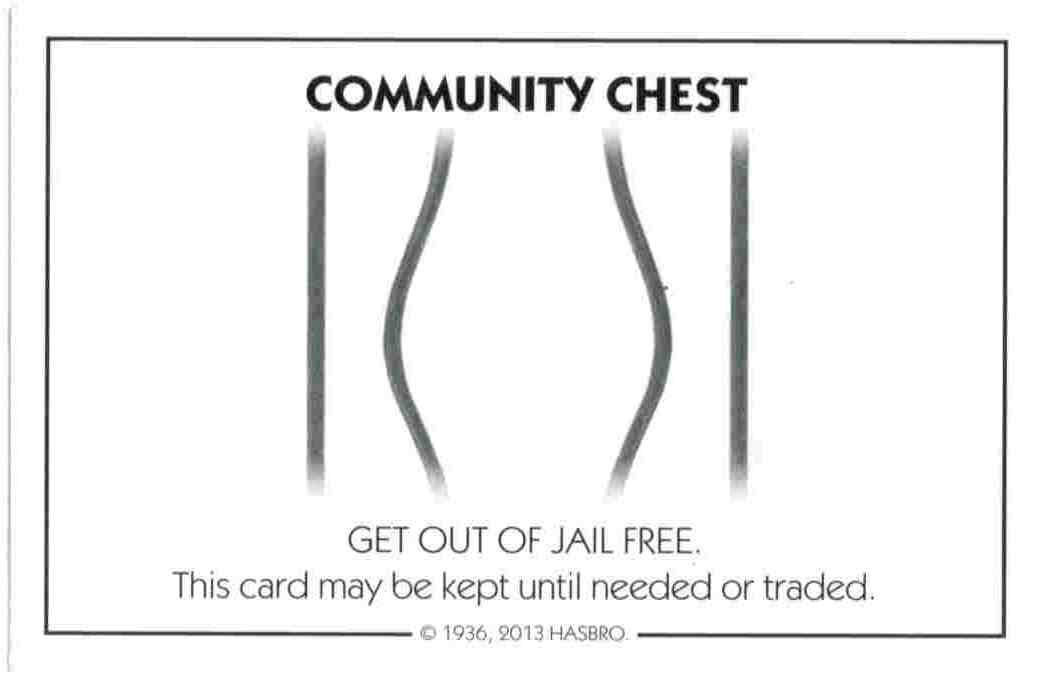 COMMUNITY CHEST
GET OUT OF JAIL FREE.
This card may be kept until needed or traded.
© 1936, 2013 HASBRO.